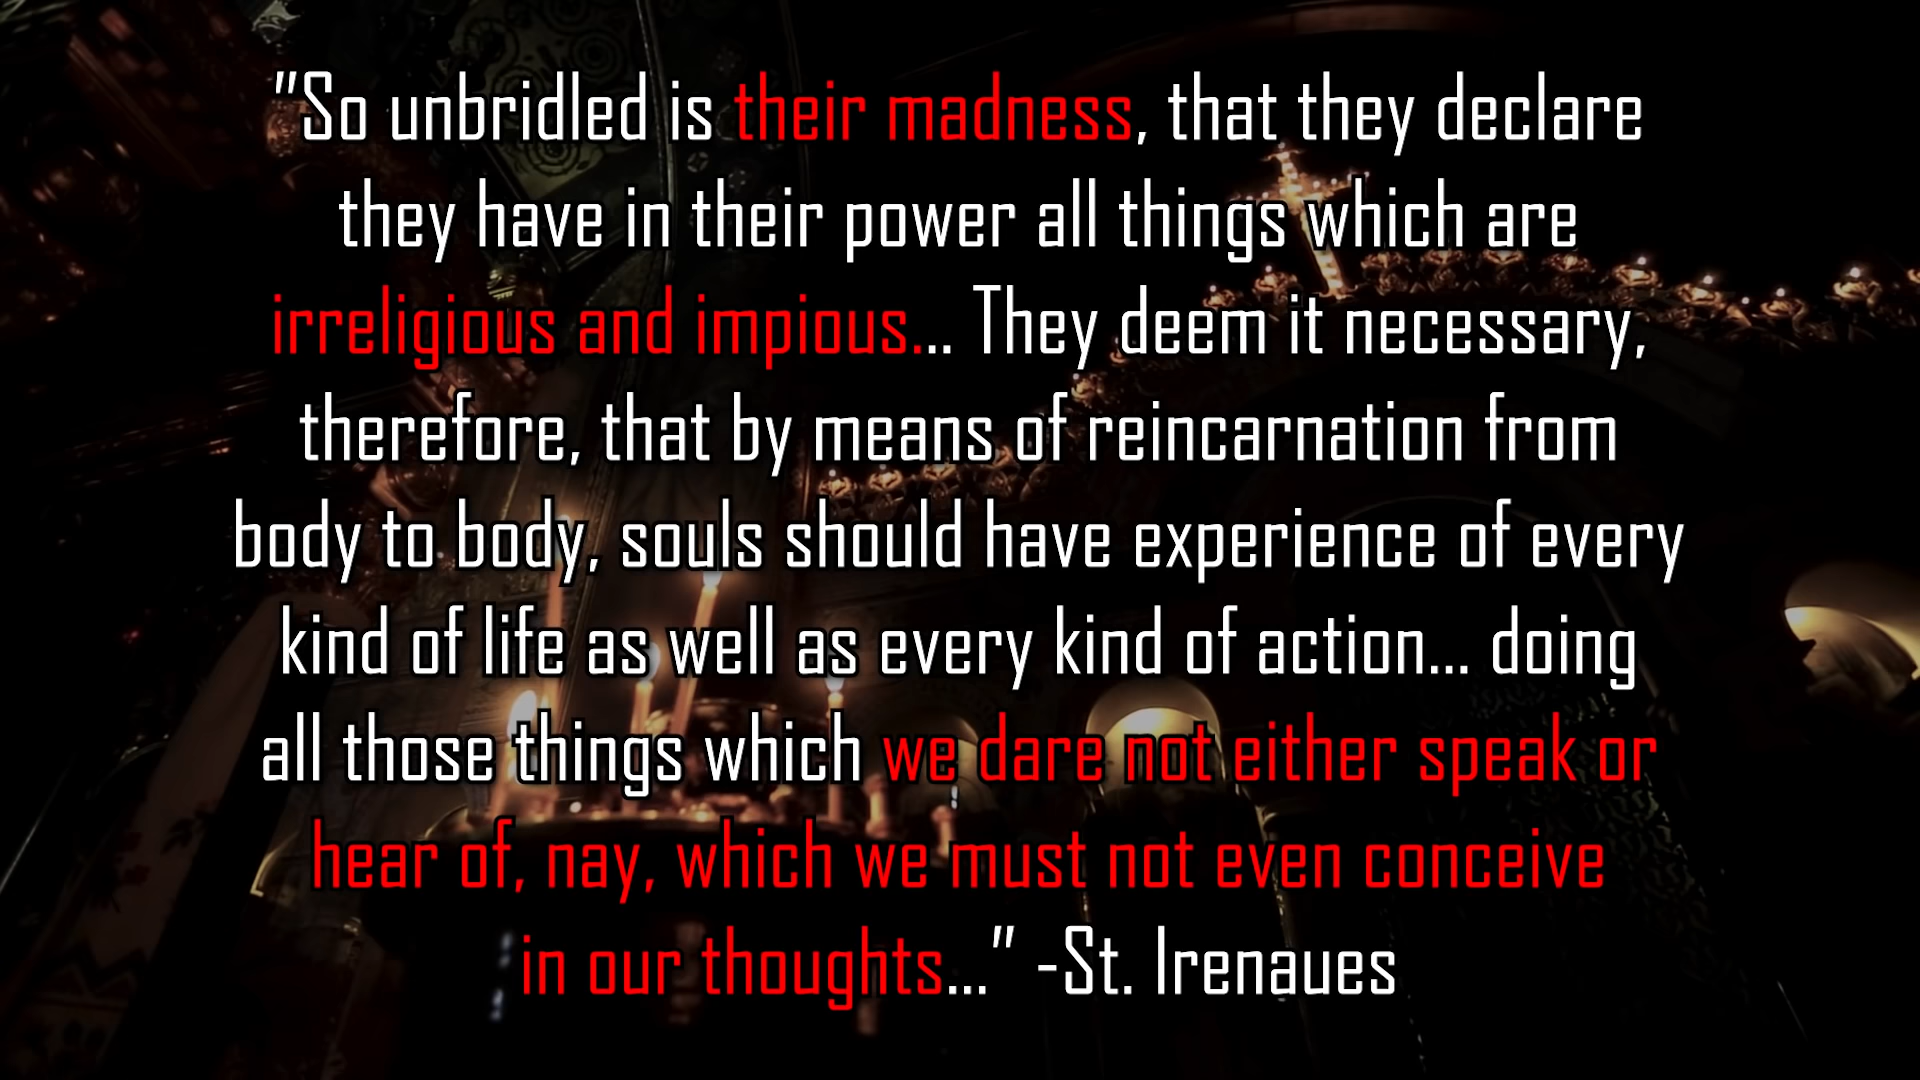 "So unbridled is their madness, that they declare
they have in their power all things which are
irreligious and impious... They deem it necessary,
therefore, that by means of reincarnation from
body to body, souls should have experience of every
kind of life as well as every kind of action... doing
all those things which we dare not either speak or
hear of, nay, which we must not even conceive
in our thoughts..." -St. Irenaues